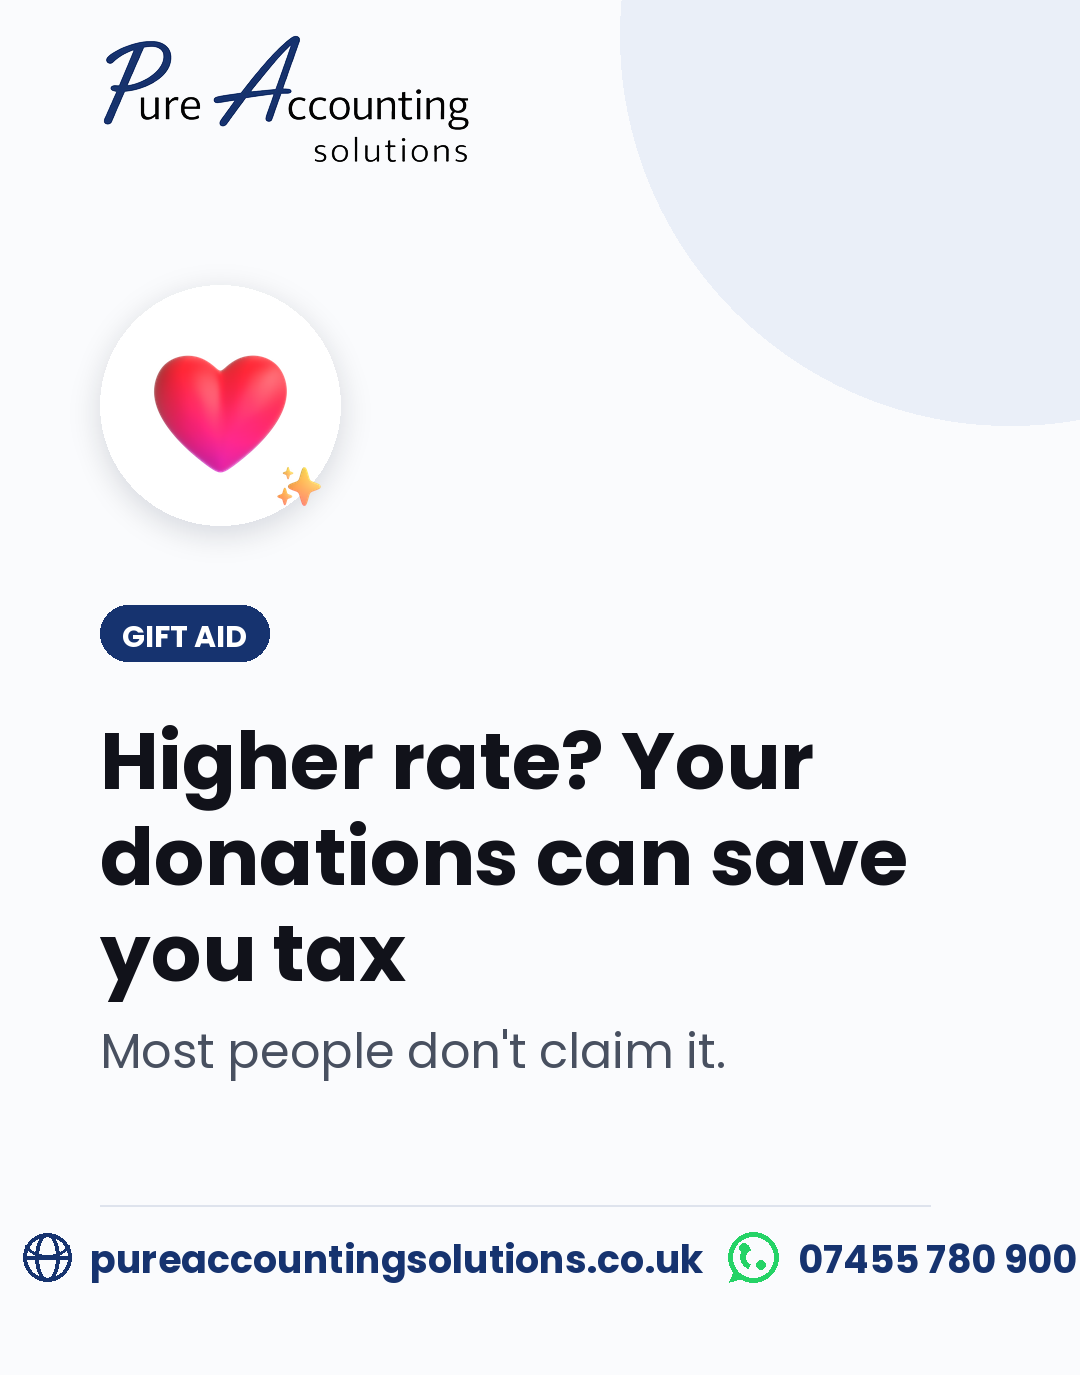 Pure Accounting
solutions
GIFT AID
Higher rate? Your
donations can save
you tax
Most people don't claim it.
pureaccountingsolutions.co.uk 07455 780 900